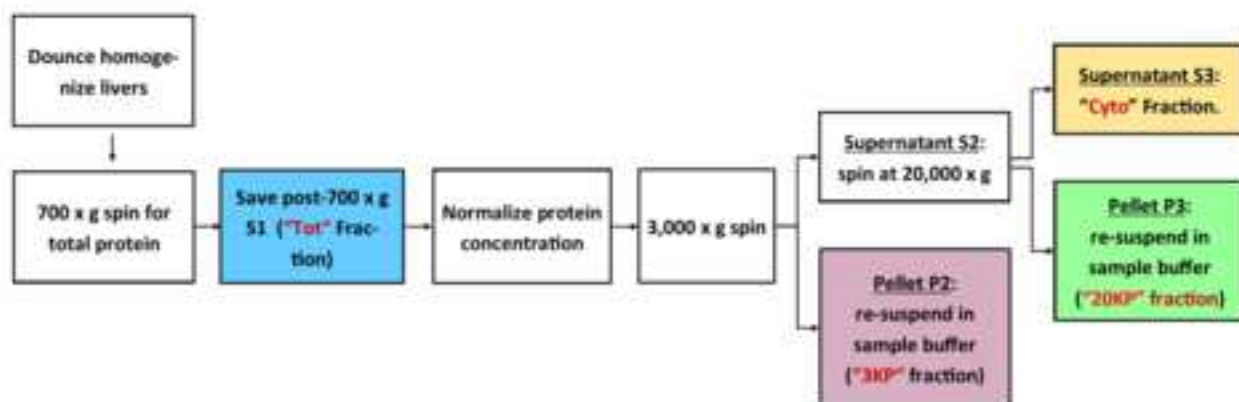 Dounce homoge-
nize livers
700 x g spin for
total protein
Save post-700 x g
S1 ("Tot" Frac-
tion)
Normalize protein
concentration
3,000 x g spin
Supernatant S2:
spin at 20,000 x g
Pellet P2:
re-suspend in
sample buffer
("3KP" fraction)
Supernatant S3:
"Cyto" Fraction.
Pellet P3:
re-suspend in
sample buffer
("20KP" fraction)